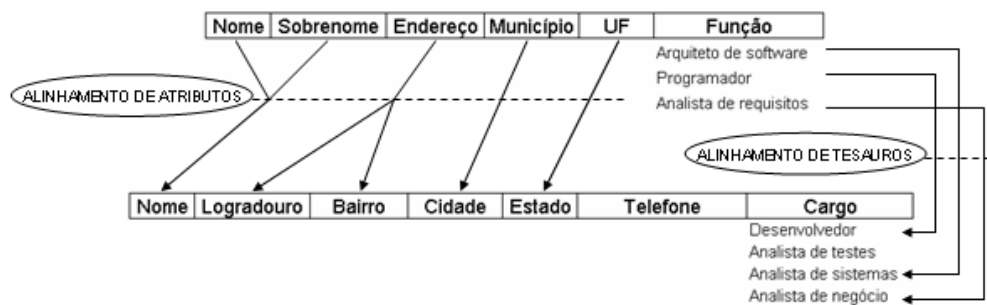 Nome Sobrenome Endereço Município UF Função
Arquiteto de software
Programador
ALINHAMENTO DE ATRIBUTOS
Analista de requisitos
ALINHAMENTO DE TESAUROS
Nome Logradouro Bairro Cidade Estado Telefone Cargo
Desenvolvedor
Analista de testes
Analista de sistemas
Analista de negócio